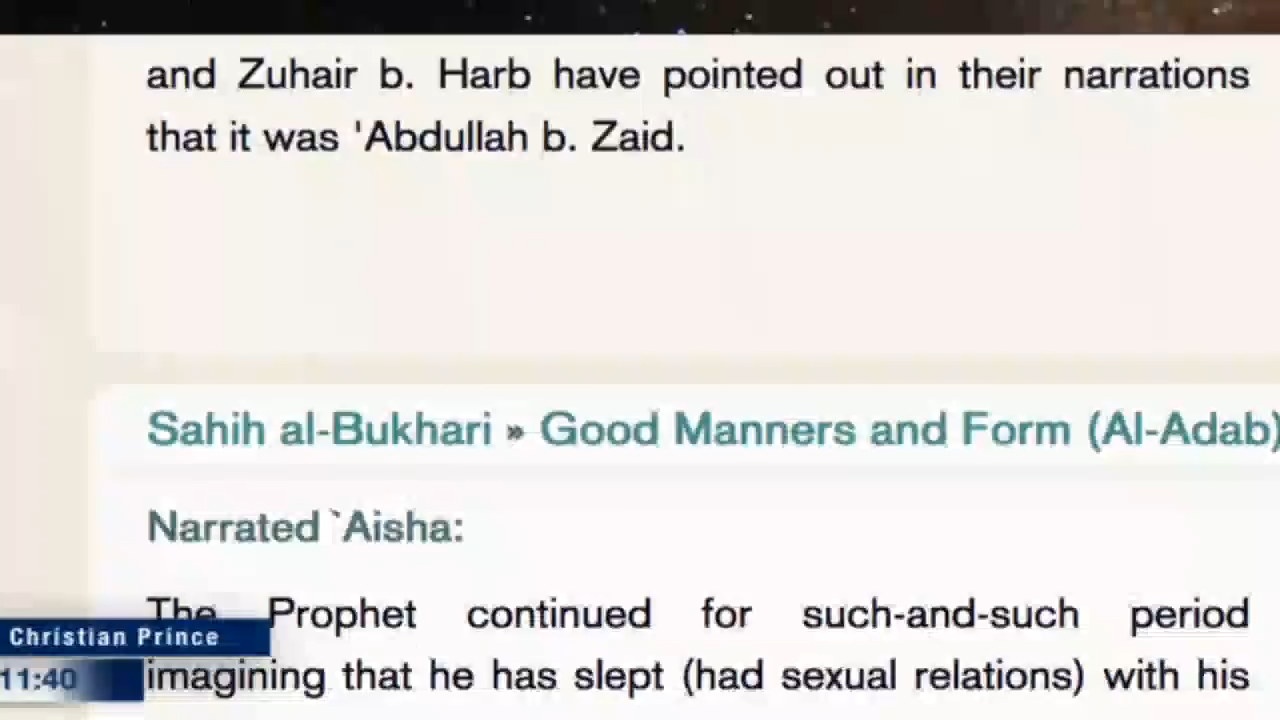 and Zuhair b. Harb have pointed out in their narrations
that it was 'Abdullah b. Zaid.
Sahih al-Bukhari » Good Manners and Form (Al-Adab)
Narrated `Aisha:
The Prophet continued for such-and-such period
imagining that he has slept (had sexual relations) with his
Christian Prince
11:40